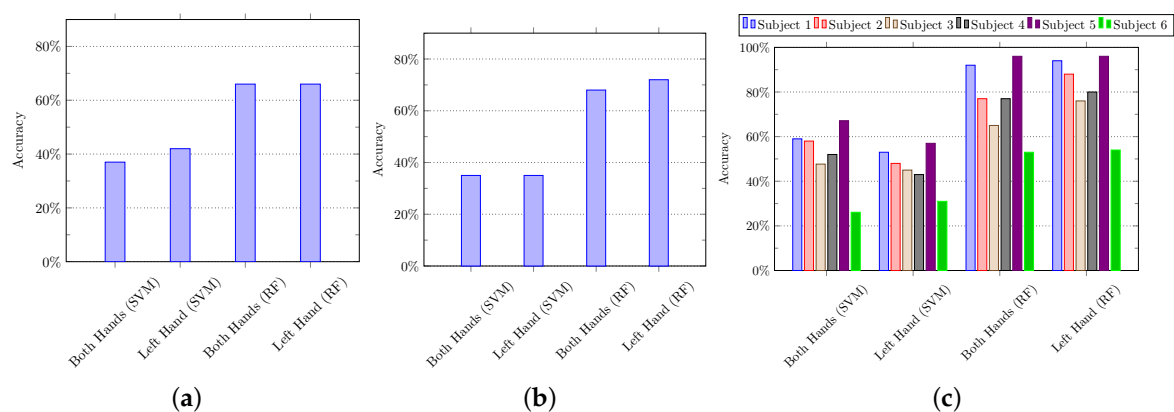 80%
60%
40%
20%
0%
Accuracy
Both Hands (SVM)
Left Hand (SVM)
Both Hands (RF)
Left Hand (RF)
(a)
80%
60%
40%
20%
0%
Accuracy
Both Hands (SVM)
Left Hand (SVM)
Both Hands (RF)
Left Hand (RF)
(b)
Subject 1 Subject 2 Subject 3 Subject 4 Subject 5 Subject 6
100%
80%
60%
40%
20%
0%
Accuracy
Both Hands (SVM)
Left Hand (SVM)
Both Hands (RF)
Left Hand (RF)
(c)